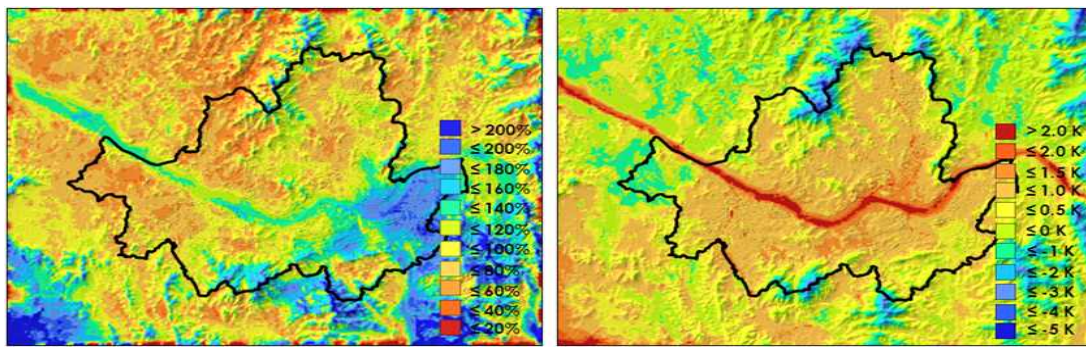 > 200%
≤ 200%
≤ 180%
≤ 160%
≤ 140%
≤ 120%
≤ 100%
≤ 80%
≤ 60%
≤ 40%
≤ 20%
> 2.0 K
≤ 2.0 K
≤ 1.5 K
≤ 1.0 K
≤ 0.5 K
≤ 0 K
≤ -1 K
≤ -2 K
≤ -3 K
≤ -4 K
≤ -5 K